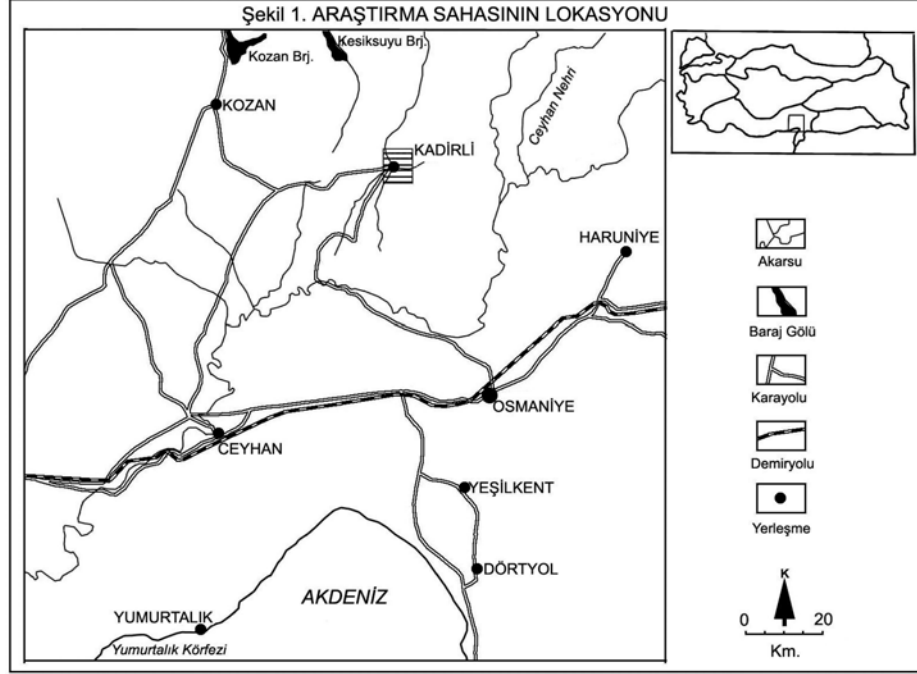 Şekil 1. ARAŞTIRMA SAHASININ LOKASYONU
Kozan Brj.
Kesiksuyu Brj.
Ceyhan Nehri
KOZAN
KADİRLİ
HARUNİYE
OSMANİYE
CEYHAN
YEŞİLKENT
DÖRTYOL
AKDENİZ
YUMURTALIK
Yumurtalık Körfezi
Akarsu
Baraj Gölü
Karayolu
Demiryolu
Yerleşme
K
0 20
Km.